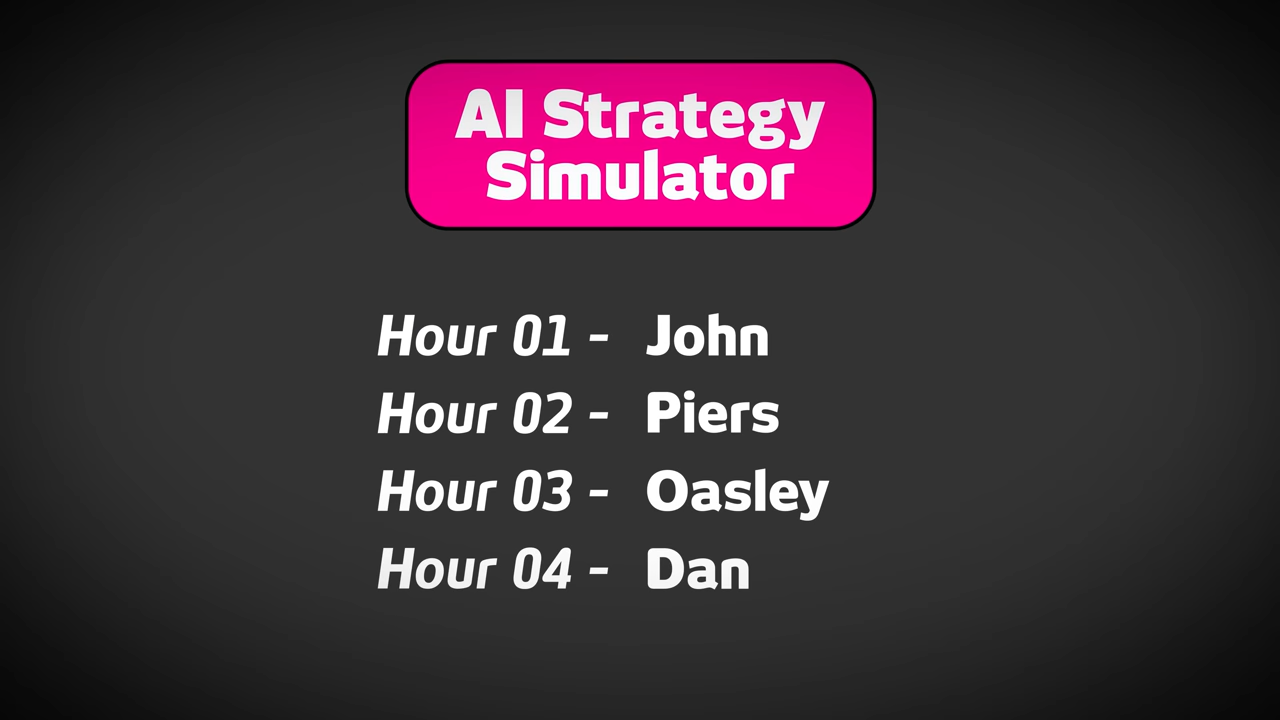 AI Strategy
Simulator
Hour 01 - John
Hour 02 - Piers
Hour 03 - Oasley
Hour 04 - Dan